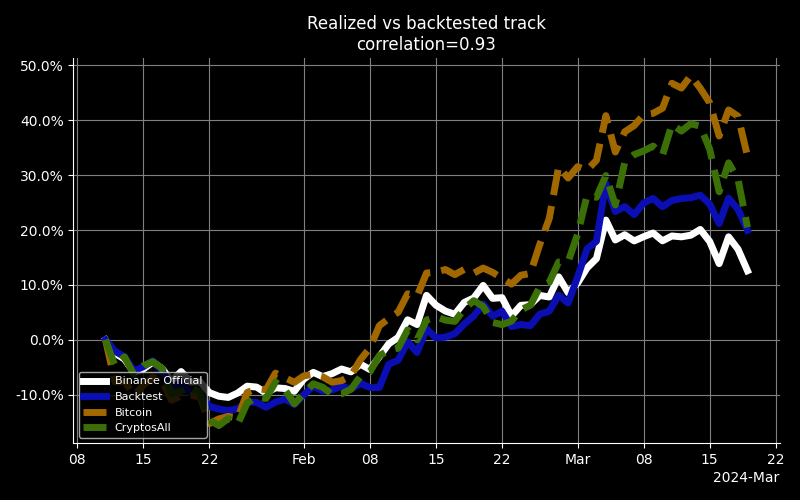 Realized vs backtested track
correlation=0.93
50.0%
40.0%
30.0%
20.0%
10.0%
0.0%
-10.0%
Binance Official
Backtest
Bitcoin
CryptosAll
08 15 22 Feb 08 15 22 Mar 08 15 22
2024-Mar